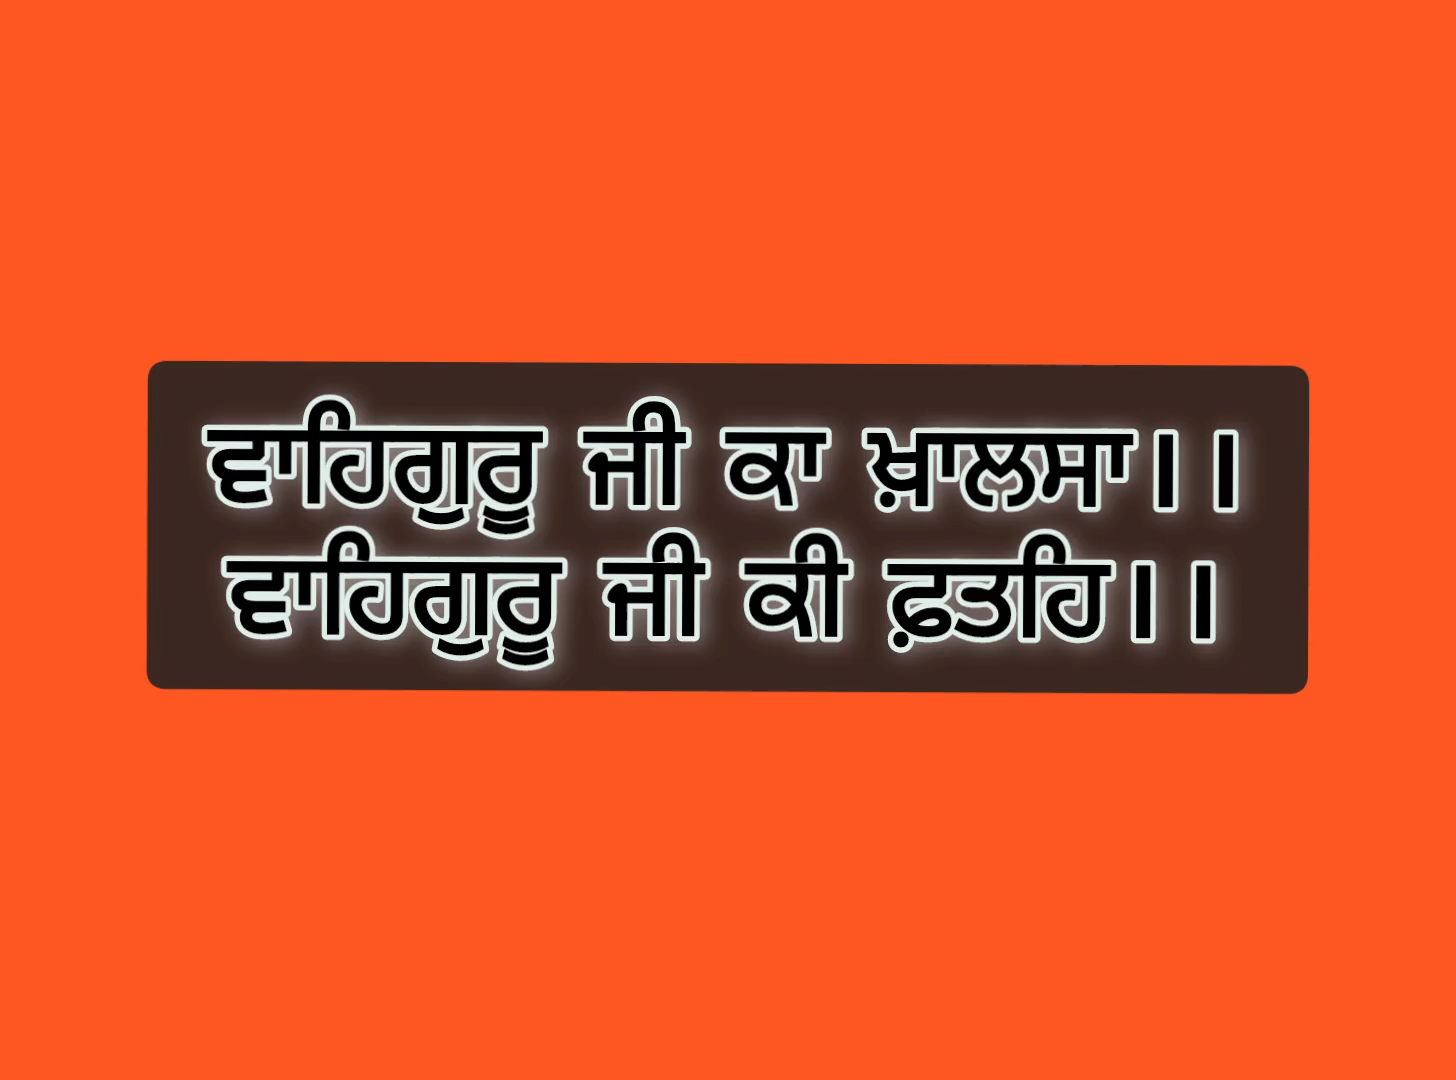 ਵਾਹਿਗੁਰੂ ਜੀ ਕਾ ਖ਼ਾਲਸਾ।।
ਵਾਹਿਗੁਰੂ ਜੀ ਕੀ ਫ਼ਤਹਿ।।